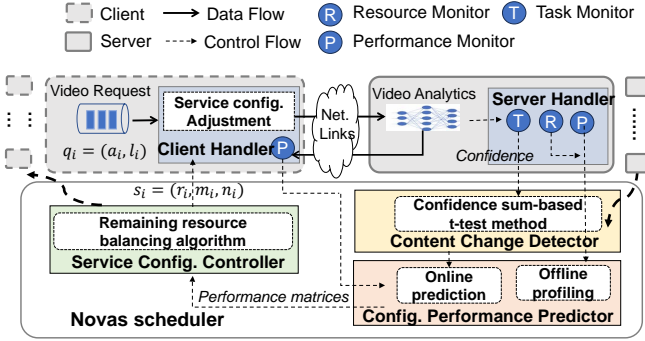 Client
Data Flow
R
Resource Monitor
T
Task Monitor
Server
Control Flow
P
Performance Monitor
Video Request
Service config.
Adjustment
Client Handler
P
q_i = (a_i, l_i)
Net.
Links
Video Analytics
Server Handler
T
R
P
Confidence
s_i = (r_i, m_i, n_i)
Remaining resource
balancing algorithm
Service Config. Controller
Confidence sum-based
t-test method
Content Change Detector
Online
prediction
Offline
profiling
Config. Performance Predictor
Performance matrices
Novas scheduler